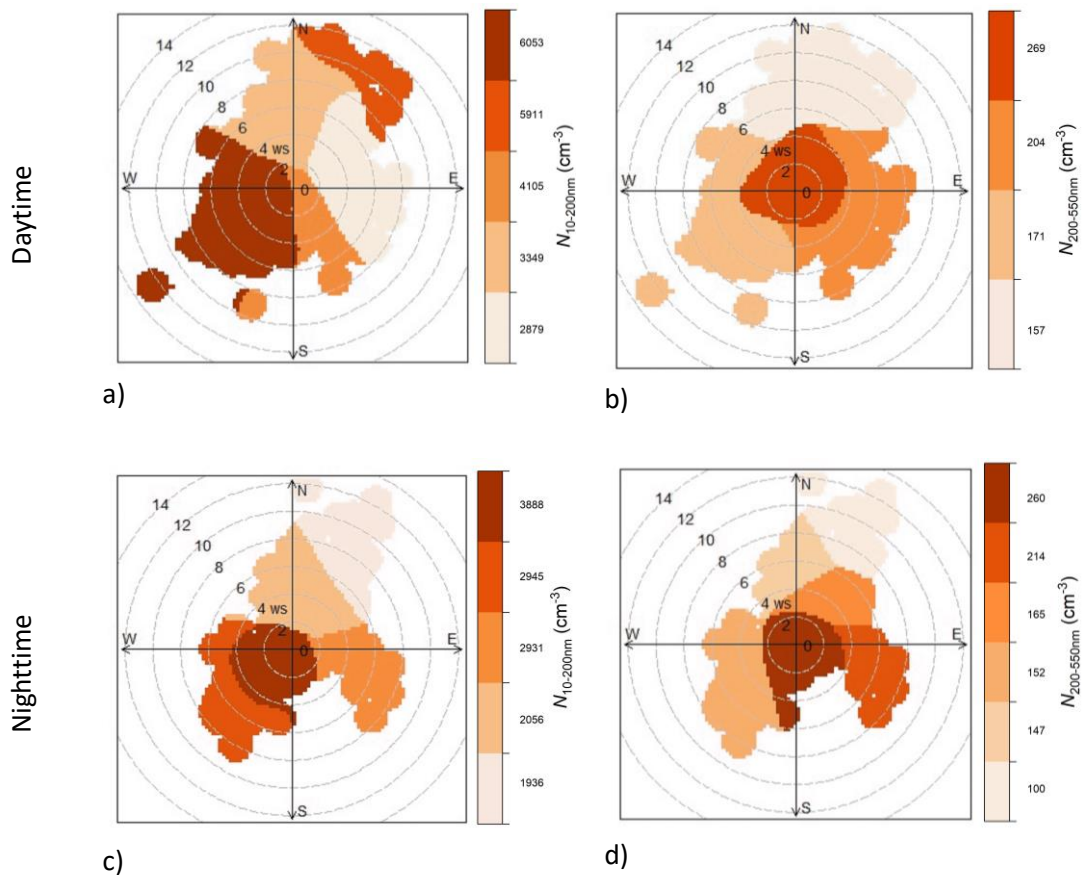 Daytime
N
14
12
10
8
6
4 ws
2
0
W
E
S
6053
5911
4105
3349
2879
N10-200nm (cm-3)
a)
N
14
12
10
8
6
4 ws
2
0
W
E
S
269
204
171
157
N200-550nm (cm-3)
b)
Nighttime
N
14
12
10
8
6
4 ws
2
0
W
E
S
3888
2945
2931
2056
1936
N10-200nm (cm-3)
c)
N
14
12
10
8
6
4 ws
2
0
W
E
S
260
214
165
152
147
100
N200-550nm (cm-3)
d)